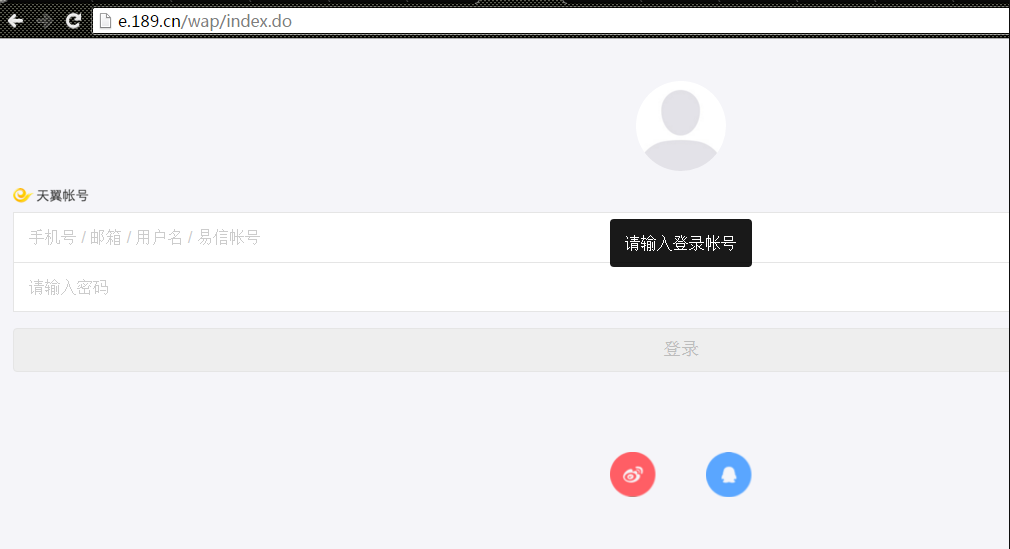 e.189.cn/wap/index.do
天翼帐号
手机号 / 邮箱 / 用户名 / 易信帐号
请输入登录帐号
请输入密码
登录